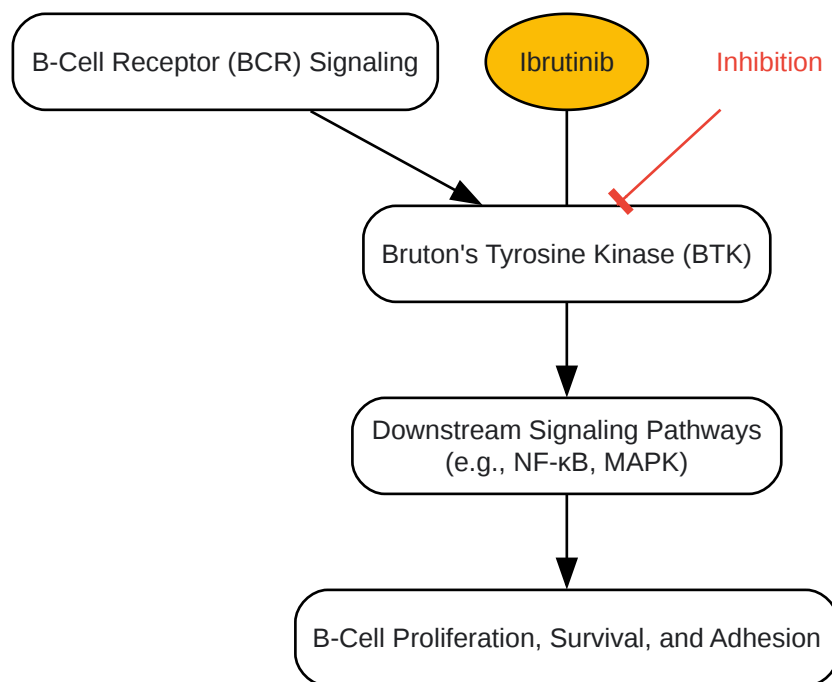 B-Cell Receptor (BCR) Signaling
Ibrutinib
Inhibition
Bruton's Tyrosine Kinase (BTK)
Downstream Signaling Pathways
(e.g., NF-κB, MAPK)
B-Cell Proliferation, Survival, and Adhesion